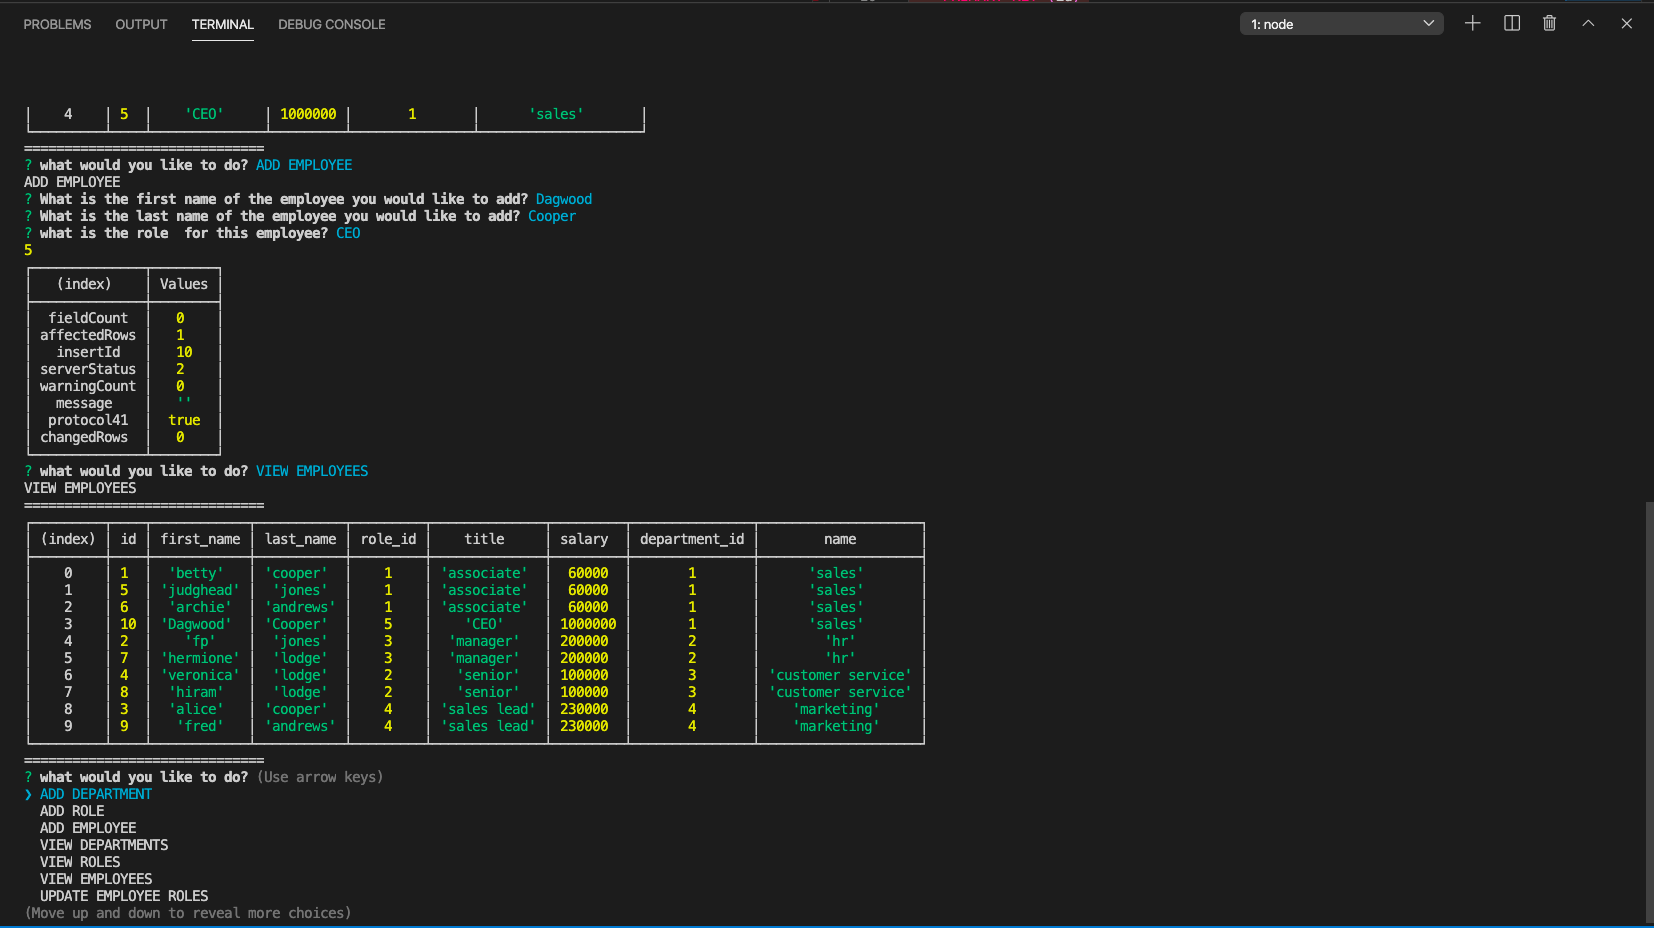 PROBLEMS OUTPUT TERMINAL DEBUG CONSOLE 1: node
4 5 'CEO' 1000000 1 'sales'
==============================
? what would you like to do? ADD EMPLOYEE
ADD EMPLOYEE
? What is the first name of the employee you would like to add? Dagwood
? What is the last name of the employee you would like to add? Cooper
? what is the role  for this employee? CEO
5
(index) Values
fieldCount 0
affectedRows 1
insertId 10
serverStatus 2
warningCount 0
message ''
protocol41 true
changedRows 0
? what would you like to do? VIEW EMPLOYEES
VIEW EMPLOYEES
==============================
(index) id first_name last_name role_id title salary department_id name
0 1 'betty' 'cooper' 1 'associate' 60000 1 'sales'
1 5 'judghead' 'jones' 1 'associate' 60000 1 'sales'
2 6 'archie' 'andrews' 1 'associate' 60000 1 'sales'
3 10 'Dagwood' 'Cooper' 5 'CEO' 1000000 1 'sales'
4 2 'fp' 'jones' 3 'manager' 200000 2 'hr'
5 7 'hermione' 'lodge' 3 'manager' 200000 2 'hr'
6 4 'veronica' 'lodge' 2 'senior' 100000 3 'customer service'
7 8 'hiram' 'lodge' 2 'senior' 100000 3 'customer service'
8 3 'alice' 'cooper' 4 'sales lead' 230000 4 'marketing'
9 9 'fred' 'andrews' 4 'sales lead' 230000 4 'marketing'
==============================
? what would you like to do? (Use arrow keys)
❯ ADD DEPARTMENT
ADD ROLE
ADD EMPLOYEE
VIEW DEPARTMENTS
VIEW ROLES
VIEW EMPLOYEES
UPDATE EMPLOYEE ROLES
(Move up and down to reveal more choices)